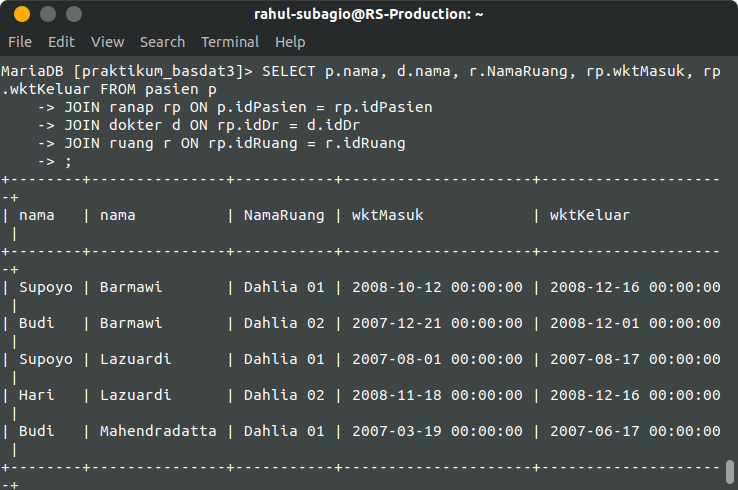 rahul-subagio@RS-Production: ~
File Edit View Search Terminal Help
MariaDB [praktikum_basdat3]> SELECT p.nama, d.nama, r.NamaRuang, rp.wktMasuk, rp
.wktKeluar FROM pasien p
    -> JOIN ranap rp ON p.idPasien = rp.idPasien
    -> JOIN dokter d ON rp.idDr = d.idDr
    -> JOIN ruang r ON rp.idRuang = r.idRuang
    -> ;
+--------+--------------+-----------+---------------------+--------------------
-+
| nama   | nama         | NamaRuang | wktMasuk            | wktKeluar
 |
+--------+--------------+-----------+---------------------+--------------------
-+
| Supoyo | Barmawi      | Dahlia 01 | 2008-10-12 00:00:00 | 2008-12-16 00:00:00
 |
| Budi   | Barmawi      | Dahlia 02 | 2007-12-21 00:00:00 | 2008-12-01 00:00:00
 |
| Supoyo | Lazuardi     | Dahlia 01 | 2007-08-01 00:00:00 | 2007-08-17 00:00:00
 |
| Hari   | Lazuardi     | Dahlia 02 | 2008-11-18 00:00:00 | 2008-12-16 00:00:00
 |
| Budi   | Mahendradatta | Dahlia 01 | 2007-03-19 00:00:00 | 2007-06-17 00:00:00
 |
+--------+--------------+-----------+---------------------+--------------------
-+